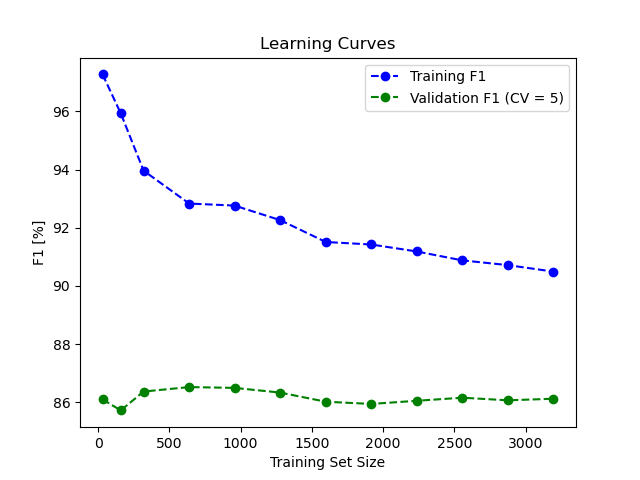 Learning Curves
Training F1
Validation F1 (CV = 5)
F1 [%]
96
94
92
90
88
86
0 500 1000 1500 2000 2500 3000
Training Set Size